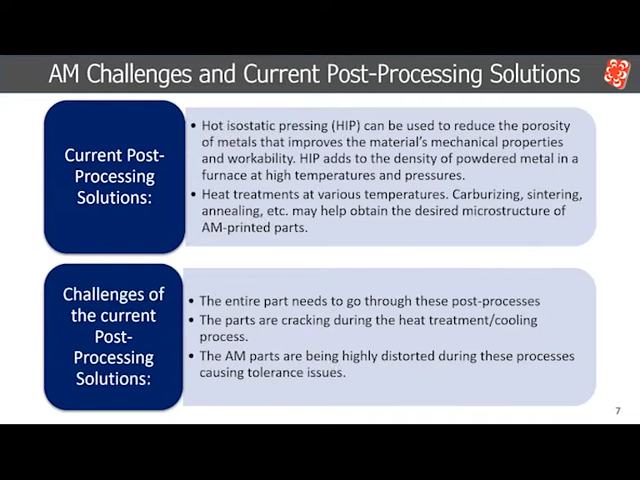 AM Challenges and Current Post-Processing Solutions
Current Post-
Processing
Solutions:
• Hot isostatic pressing (HIP) can be used to reduce the porosity
of metals that improves the material's mechanical properties
and workability. HIP adds to the density of powdered metal in a
furnace at high temperatures and pressures.
• Heat treatments at various temperatures. Carburizing, sintering,
annealing, etc. may help obtain the desired microstructure of
AM-printed parts.
Challenges of
the current
Post-
Processing
Solutions:
• The entire part needs to go through these post-processes
• The parts are cracking during the heat treatment/cooling
process.
• The AM parts are being highly distorted during these processes
causing tolerance issues.
7